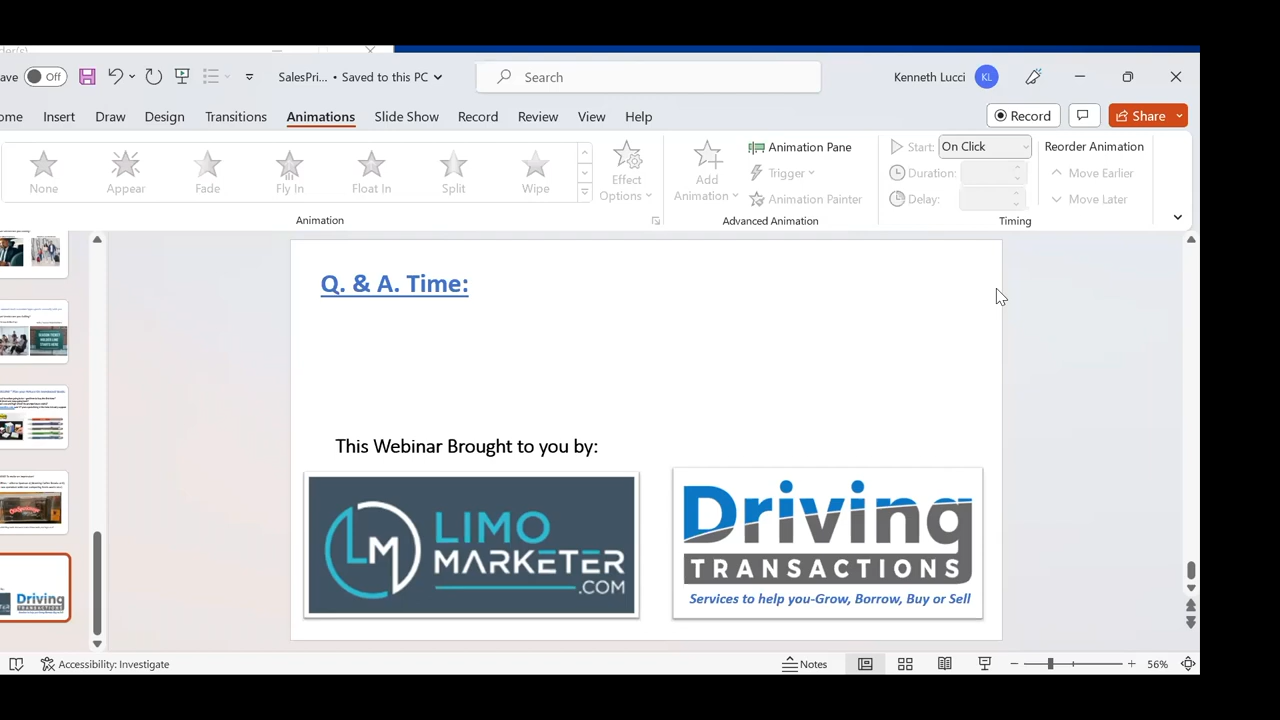 ave Off SalesPri... • Saved to this PC Search Kenneth Lucci KL
ome Insert Draw Design Transitions Animations Slide Show Record Review View Help Record Share
None Appear Fade Fly In Float In Split Wipe
Effect Options
Add Animation
Animation Pane
Trigger
Animation Painter
Start: On Click
Duration:
Delay:
Reorder Animation
Move Earlier
Move Later
Animation Advanced Animation Timing
Q. & A. Time:
This Webinar Brought to you by:
LM
LIMO
MARKETER
.COM
Driving
TRANSACTIONS
Services to help you-Grow, Borrow, Buy or Sell
Driving
TRANSACTIONS
Accessibility: Investigate Notes 56%